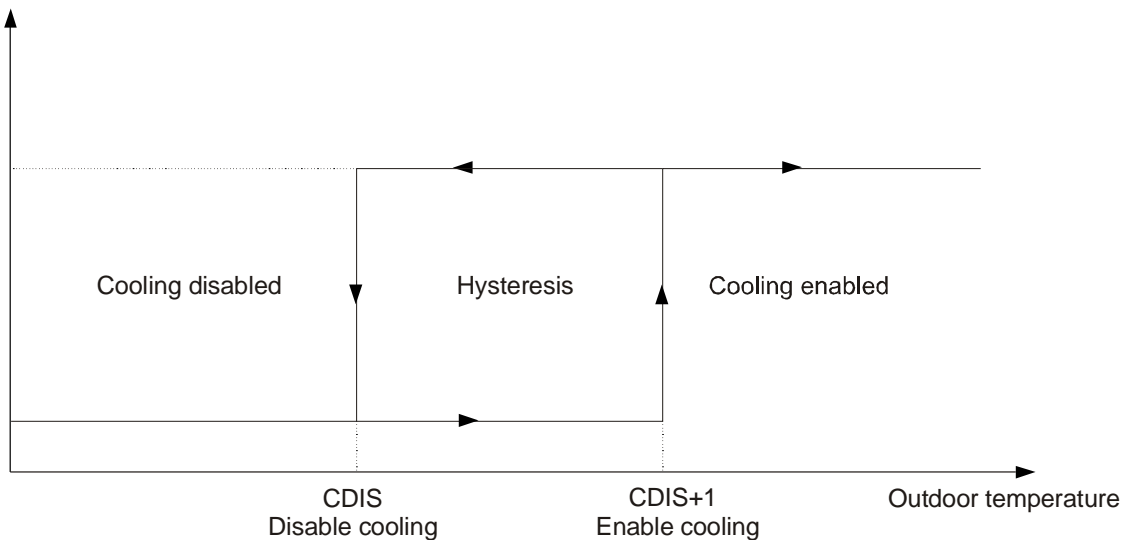 Cooling disabled
Hysteresis
Cooling enabled
CDIS
Disable cooling
CDIS+1
Enable cooling
Outdoor temperature